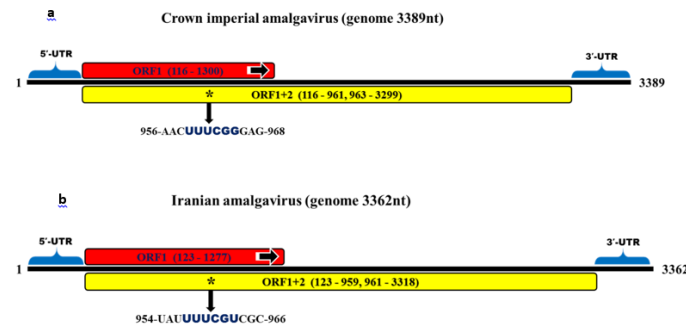 a
Crown imperial amalgavirus (genome 3389nt)
5′-UTR
3′-UTR
ORF1 (116 - 1300)
1
3389
*
ORF1+2 (116 - 961, 963 - 3299)
956-AACUUUCGGGAG-968
b
Iranian amalgavirus (genome 3362nt)
5′-UTR
3′-UTR
ORF1 (123 - 1277)
1
3362
*
ORF1+2 (123 - 959, 961 - 3318)
954-UAUUUUCGUCGC-966